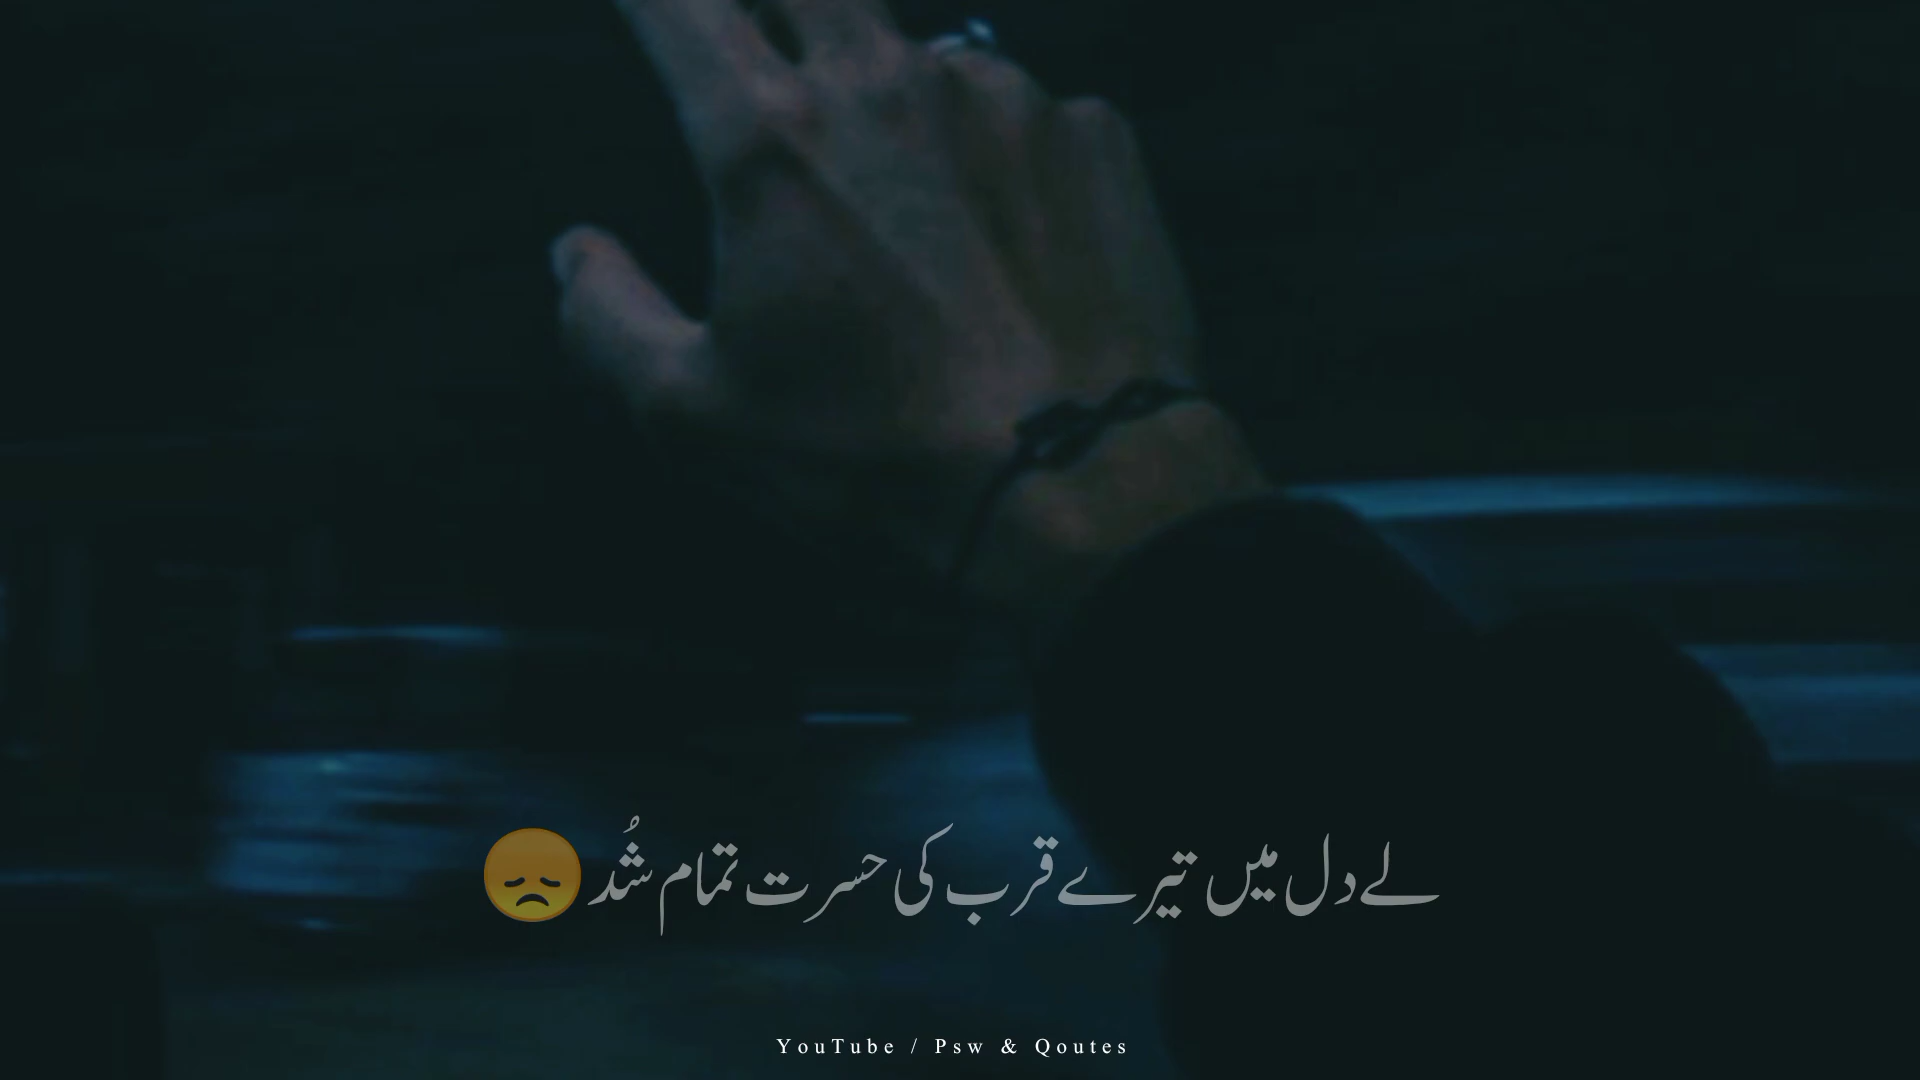 لے دل میں تیرے قرب کی حسرت تمام شُد😞
YouTube / Psw & Qoutes